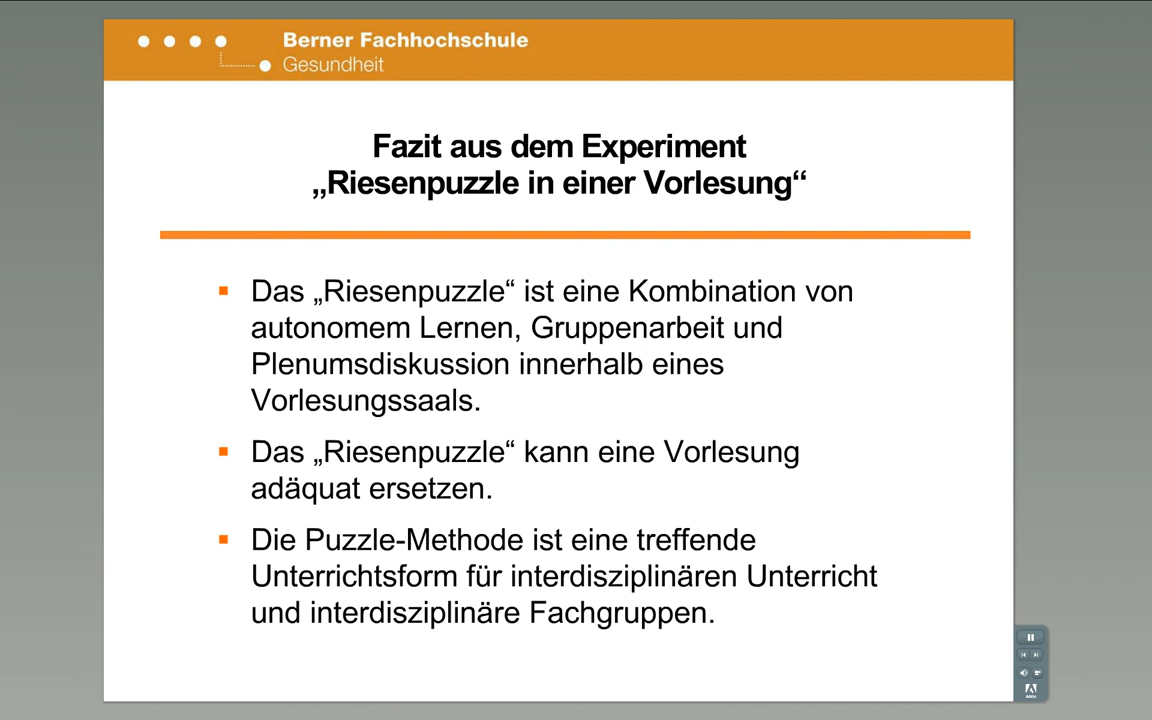 Berner Fachhochschule
Gesundheit
Fazit aus dem Experiment
„Riesenpuzzle in einer Vorlesung“
Das „Riesenpuzzle“ ist eine Kombination von
autonomem Lernen, Gruppenarbeit und
Plenumsdiskussion innerhalb eines
Vorlesungssaals.
Das „Riesenpuzzle“ kann eine Vorlesung
adäquat ersetzen.
Die Puzzle-Methode ist eine treffende
Unterrichtsform für interdisziplinären Unterricht
und interdisziplinäre Fachgruppen.